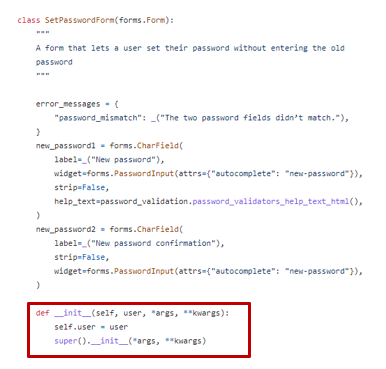 class SetPasswordForm(forms.Form):
    """
    A form that lets a user set their password without entering the old
    password
    """

    error_messages = {
        "password_mismatch": _("The two password fields didn’t match."),
    }
    new_password1 = forms.CharField(
        label=_("New password"),
        widget=forms.PasswordInput(attrs={"autocomplete": "new-password"}),
        strip=False,
        help_text=password_validation.password_validators_help_text_html(),
    )
    new_password2 = forms.CharField(
        label=_("New password confirmation"),
        strip=False,
        widget=forms.PasswordInput(attrs={"autocomplete": "new-password"}),
    )

    def __init__(self, user, *args, **kwargs):
        self.user = user
        super().__init__(*args, **kwargs)